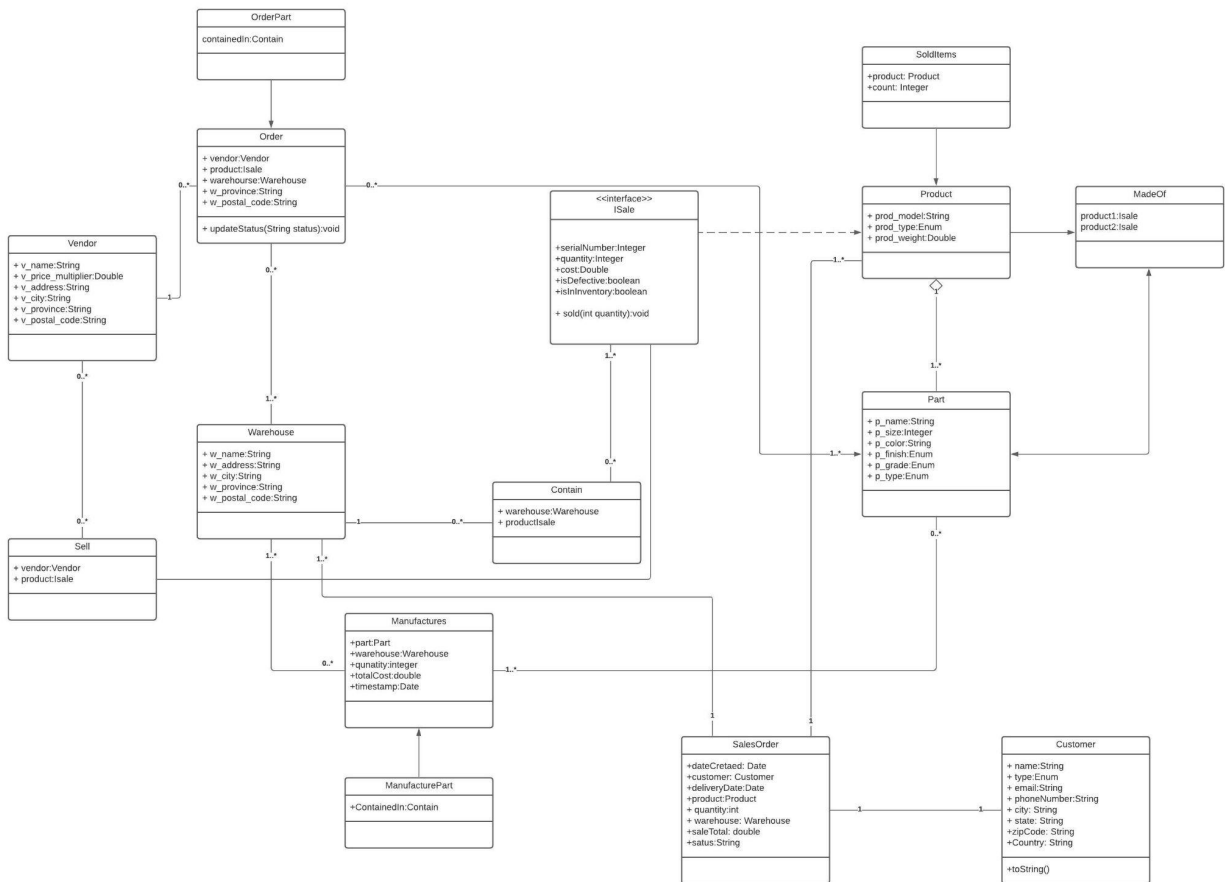 OrderPart
containedIn:Contain
SoldItems
+product: Product
+count: Integer
Order
+ vendor:Vendor
+ product:Isale
+ warehourse:Warehouse
+ w_province:String
+ w_postal_code:String
+ updateStatus(String status):void
0..*
0..*
0..*
<<interface>>
ISale
+serialNumber:Integer
+quantity:Integer
+cost:Double
+isDefective:boolean
+isInInventory:boolean
+ sold(int quantity):void
1..*
Product
+ prod_model:String
+ prod_type:Enum
+ prod_weight:Double
1..*
1
MadeOf
product1:Isale
product2:Isale
Vendor
+ v_name:String
+ v_price_multiplier:Double
+ v_address:String
+ v_city:String
+ v_province:String
+ v_postal_code:String
1
0..*
1..*
1..*
Part
+ p_name:String
+ p_size:Integer
+ p_color:String
+ p_finish:Enum
+ p_grade:Enum
+ p_type:Enum
1..*
0..*
Warehouse
+ w_name:String
+ w_address:String
+ w_city:String
+ w_province:String
+ w_postal_code:String
1
1..*
1..*
0..*
0..*
Contain
+ warehouse:Warehouse
+ productIsale
0..*
Sell
+ vendor:Vendor
+ product:Isale
Manufactures
+part:Part
+warehouse:Warehouse
+qunatity:integer
+totalCost:double
+timestamp:Date
0..*
1..*
ManufacturePart
+ContainedIn:Contain
1
1
SalesOrder
+dateCretaed: Date
+customer: Customer
+deliveryDate:Date
+product:Product
+ quantity:int
+ warehouse: Warehouse
+saleTotal: double
+satus:String
1
1
Customer
+ name:String
+ type:Enum
+ email:String
+ phoneNumber:String
+ city: String
+ state: String
+zipCode: String
+Country: String
+toString()